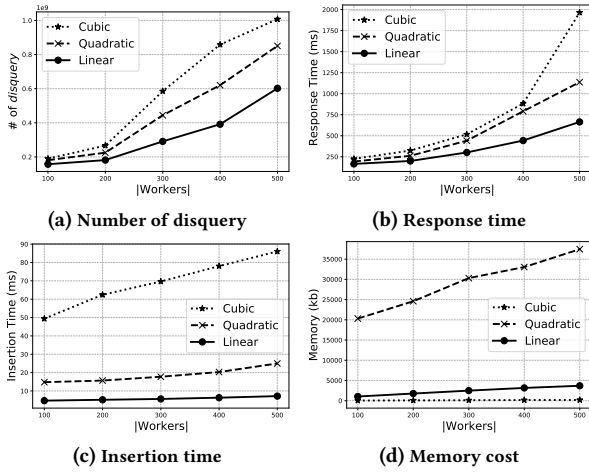 1e9
1.0
0.8
0.6
0.4
0.2
# of disquery
Cubic
Quadratic
Linear
100 200 300 400 500
|Workers|
(a) Number of disquery
2000
1750
1500
1250
1000
750
500
250
Response Time (ms)
Cubic
Quadratic
Linear
100 200 300 400 500
|Workers|
(b) Response time
90
80
70
60
50
40
30
20
10
Insertion Time (ms)
Cubic
Quadratic
Linear
100 200 300 400 500
|Workers|
(c) Insertion time
35000
30000
25000
20000
15000
10000
5000
0
Memory (kb)
Cubic
Quadratic
Linear
100 200 300 400 500
|Workers|
(d) Memory cost